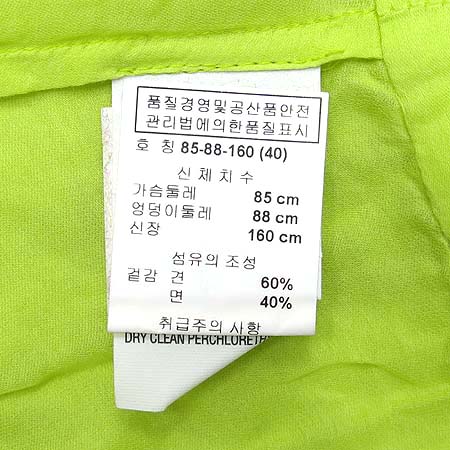 품질경영및공산품안전
관리법에의한품질표시
호 칭 85-88-160 (40)
신 체 치 수
가슴둘레 85 cm
엉덩이둘레 88 cm
신장 160 cm
섬유의 조성
겉감 견 60%
면 40%
취급주의 사항
DRY CLEAN